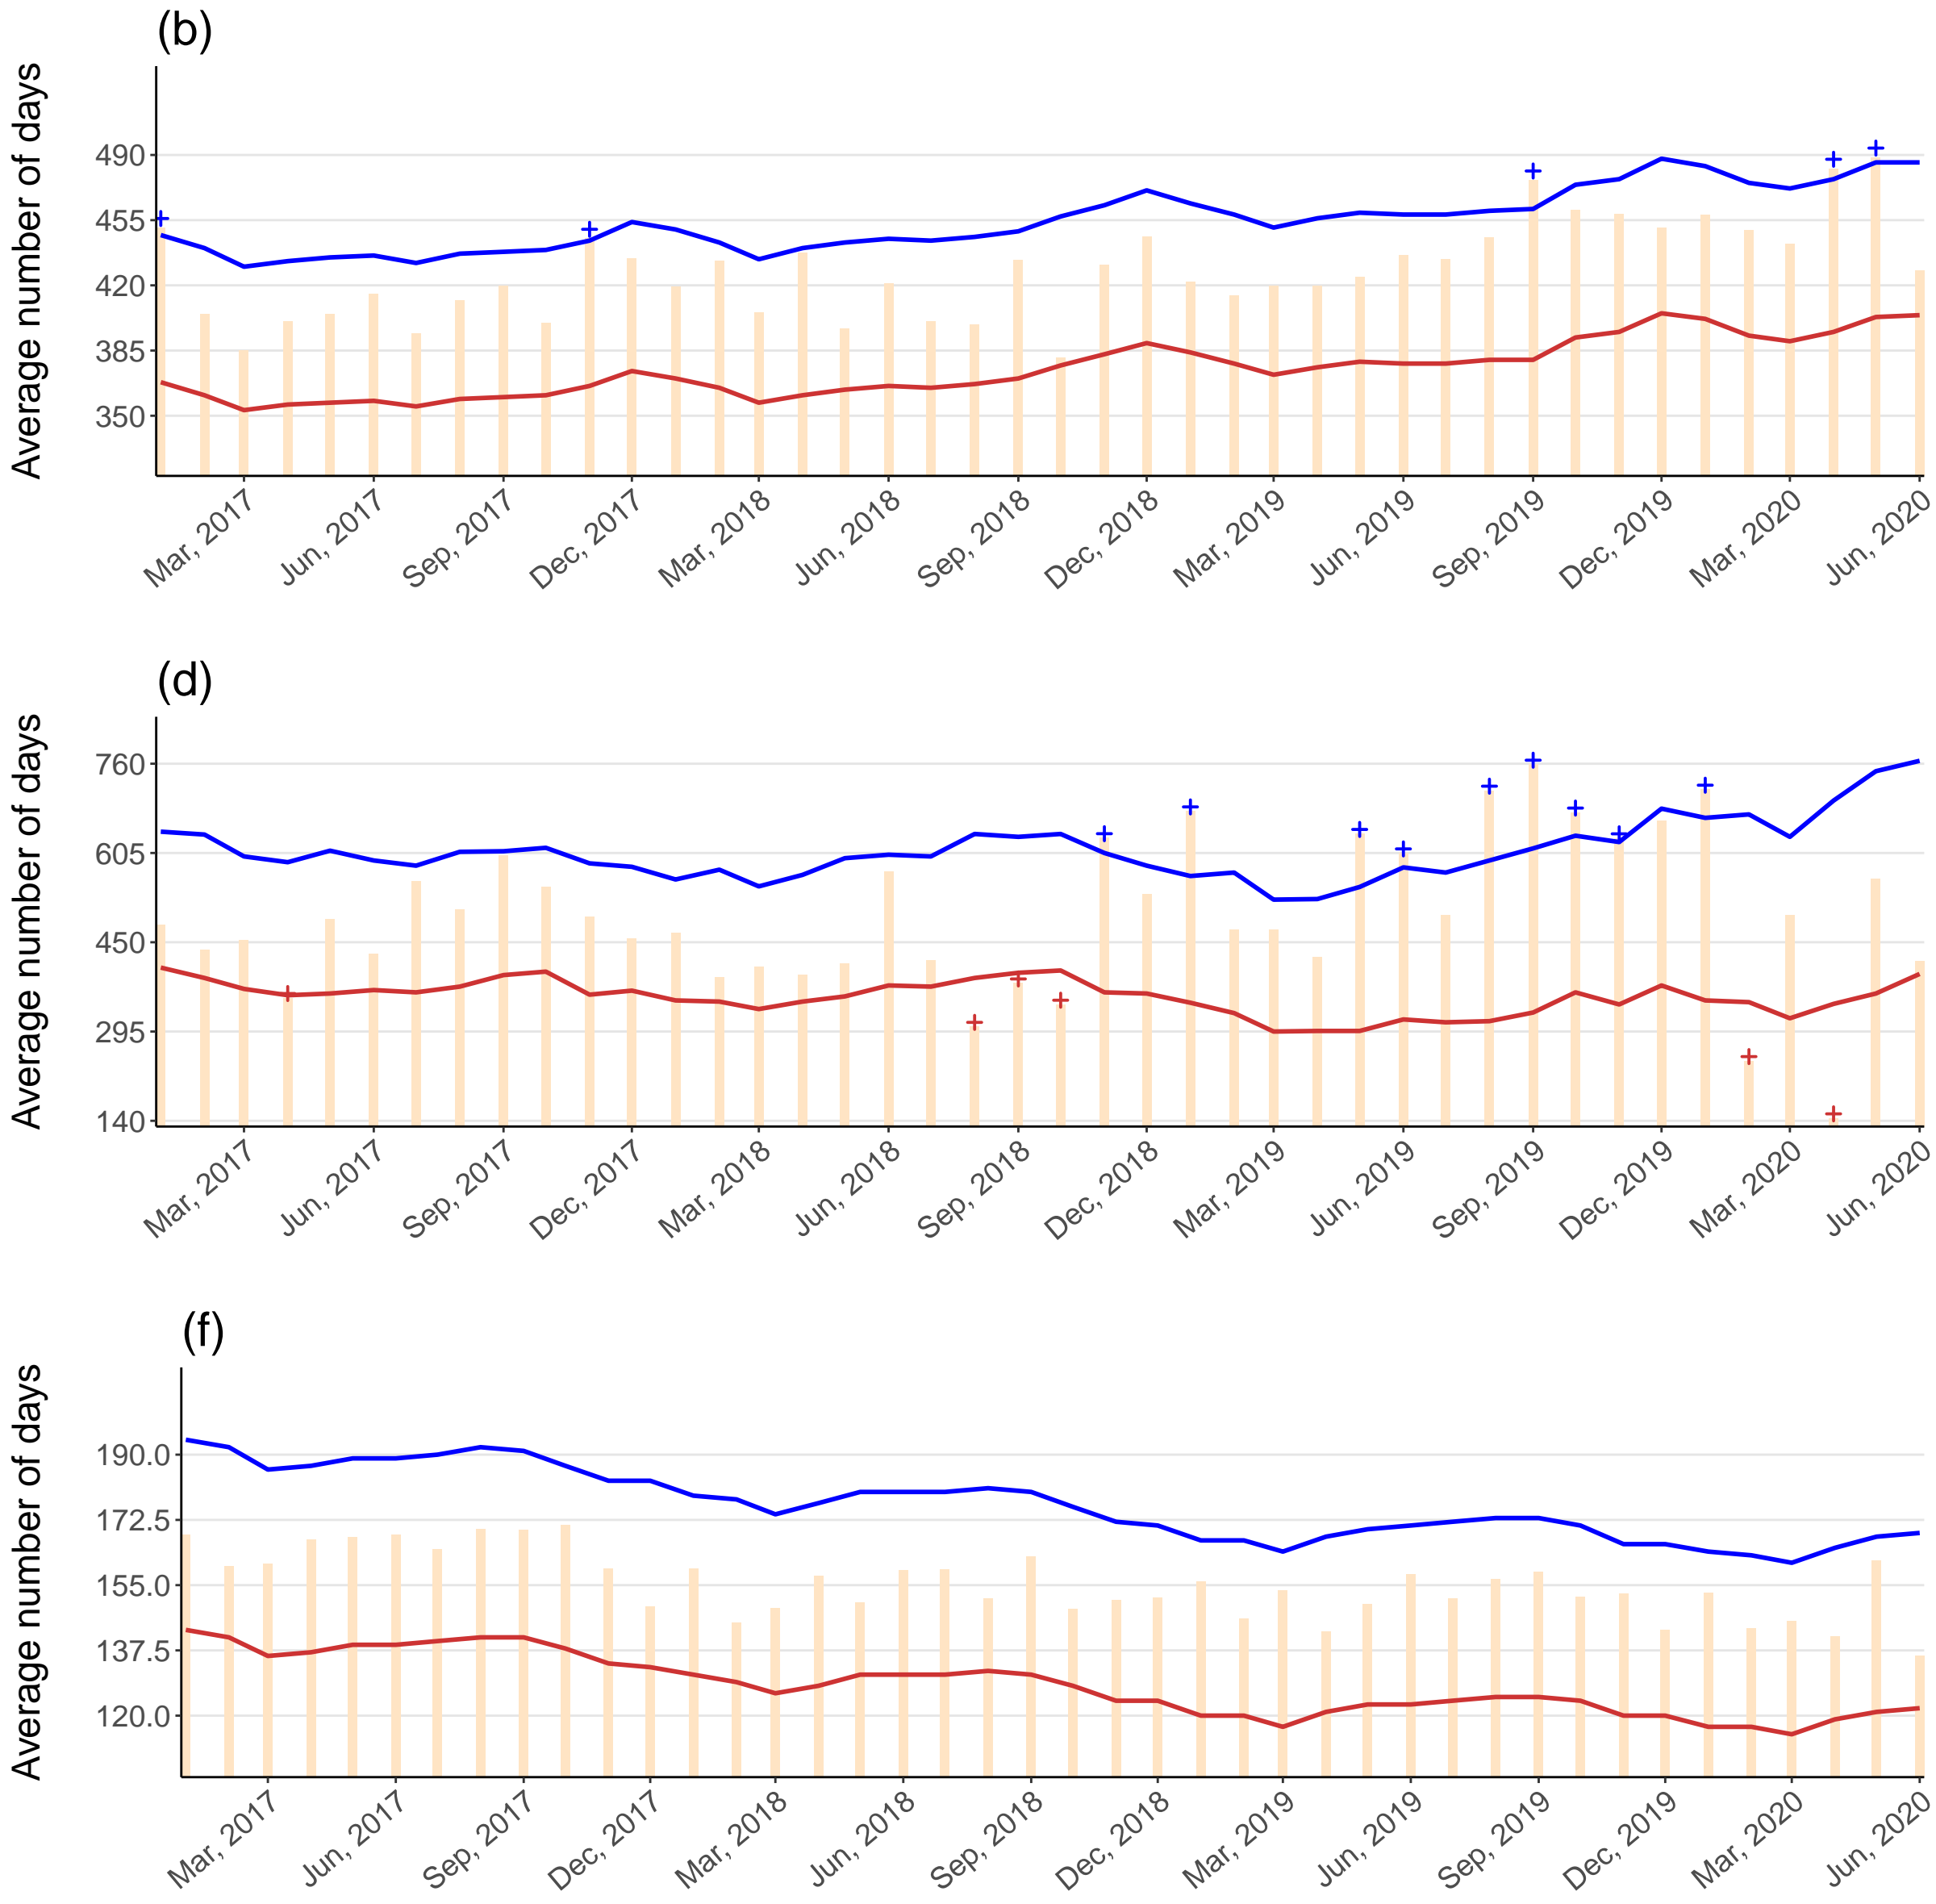 (b)
Average number of days
490
455
420
385
350
Mar, 2017
Jun, 2017
Sep, 2017
Dec, 2017
Mar, 2018
Jun, 2018
Sep, 2018
Dec, 2018
Mar, 2019
Jun, 2019
Sep, 2019
Dec, 2019
Mar, 2020
Jun, 2020
(d)
Average number of days
760
605
450
295
140
Mar, 2017
Jun, 2017
Sep, 2017
Dec, 2017
Mar, 2018
Jun, 2018
Sep, 2018
Dec, 2018
Mar, 2019
Jun, 2019
Sep, 2019
Dec, 2019
Mar, 2020
Jun, 2020
(f)
Average number of days
190.0
172.5
155.0
137.5
120.0
Mar, 2017
Jun, 2017
Sep, 2017
Dec, 2017
Mar, 2018
Jun, 2018
Sep, 2018
Dec, 2018
Mar, 2019
Jun, 2019
Sep, 2019
Dec, 2019
Mar, 2020
Jun, 2020